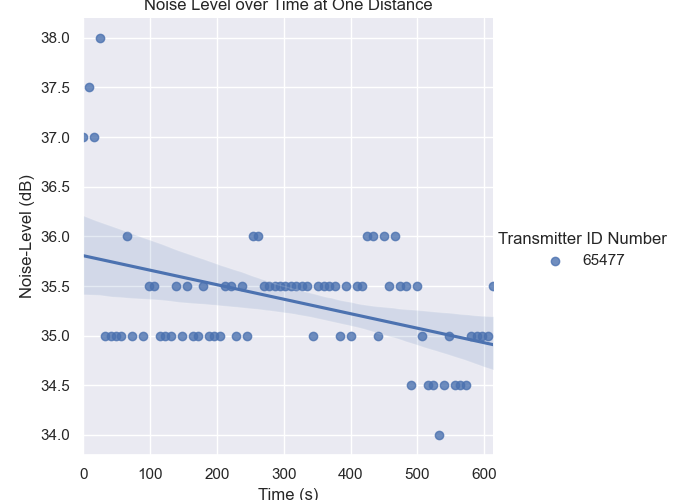 Noise Level over Time at One Distance
38.0
37.5
37.0
36.5
36.0
35.5
35.0
34.5
34.0
Noise-Level (dB)
0 100 200 300 400 500 600
Time (s)
Transmitter ID Number
65477